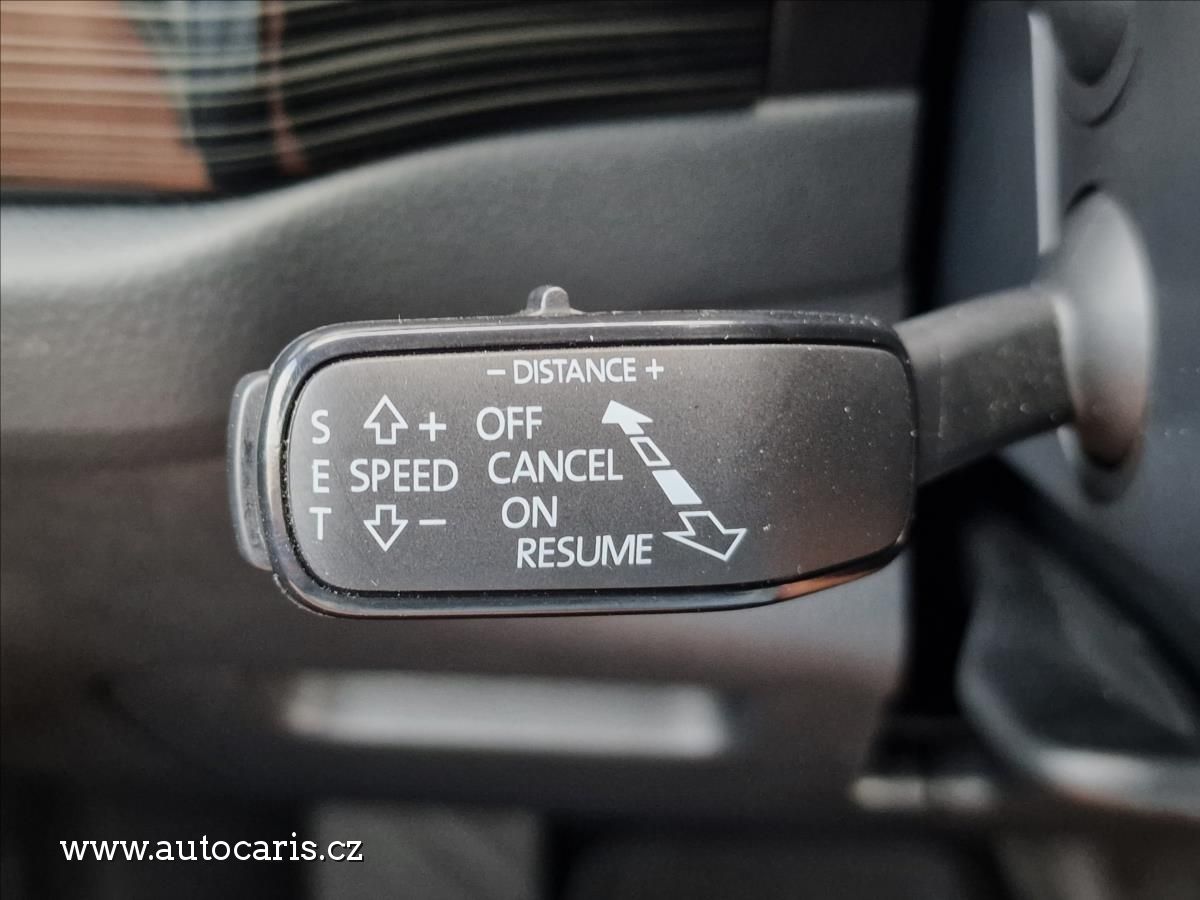 – DISTANCE +
S + OFF
E SPEED CANCEL
T – ON
RESUME
www.autocaris.cz